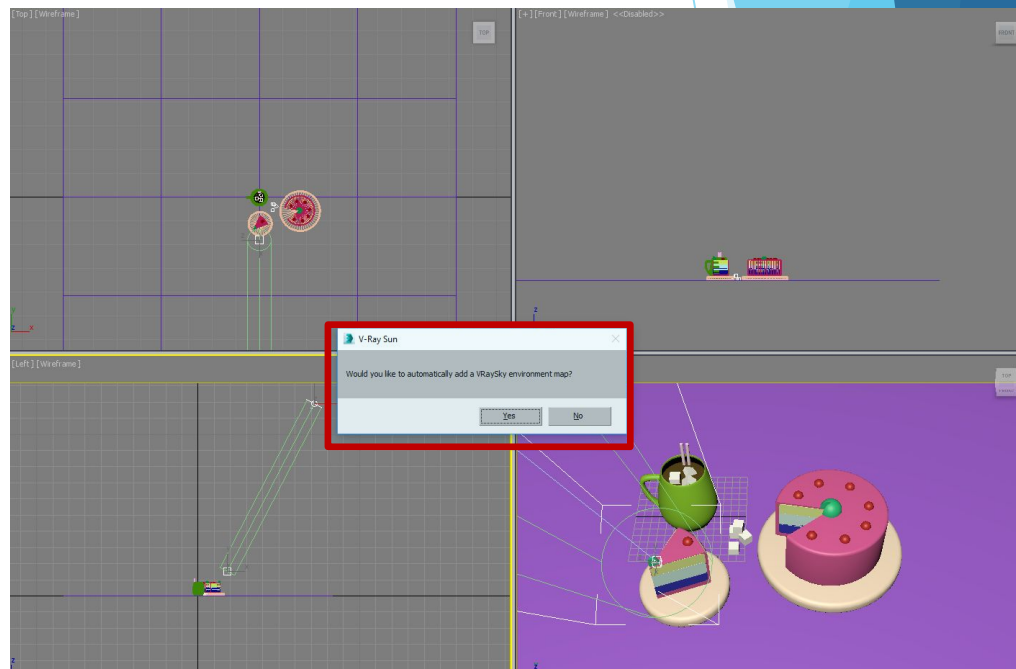 [Top] [Wireframe]
TOP
[+] [Front] [Wireframe] <<Disabled>>
FRONT
z
y
z x
V-Ray Sun
Would you like to automatically add a VRaySky environment map?
Yes
No
[Left] [Wireframe]
TOP
z
z